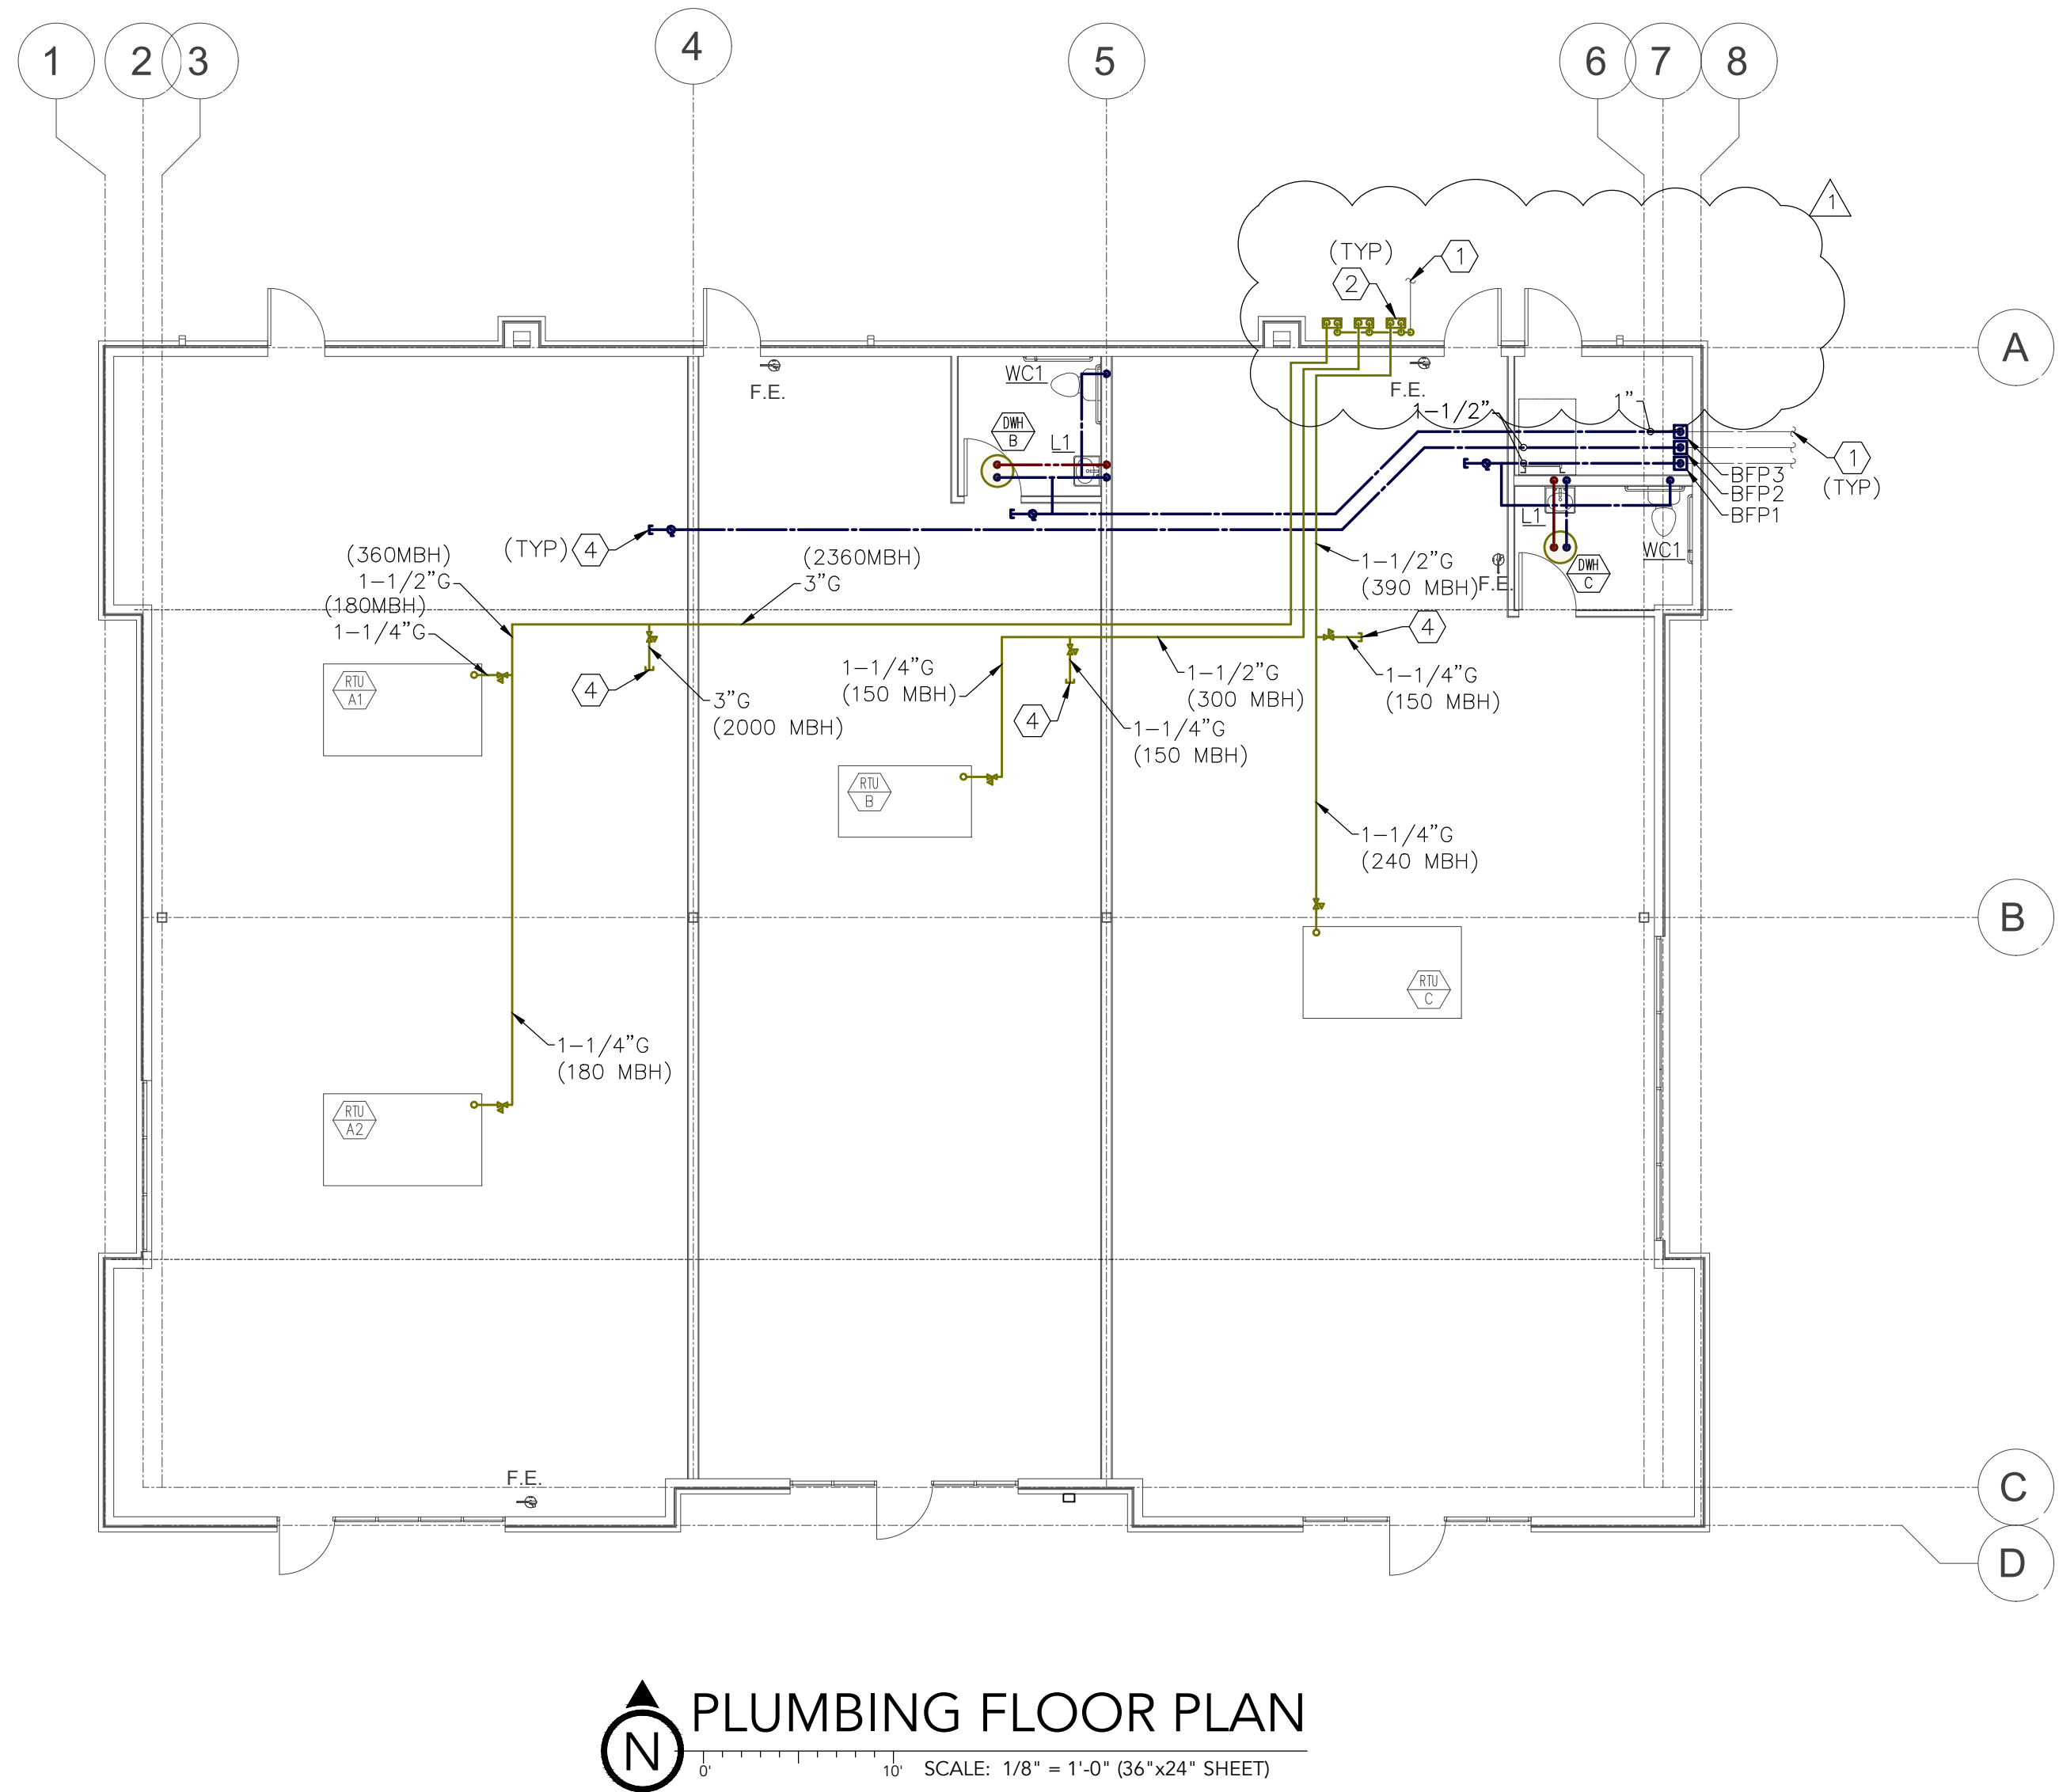 1
2
3
4
5
6
7
8
1
(TYP)
1
2
A
WC1
F.E.
F.E.
DWH
B
L1
1-1/2"
1"
1
(TYP)
BFP3
BFP2
BFP1
L1
WC1
DWH
C
F.E.
(TYP)
4
(360MBH)
1-1/2"G
(180MBH)
1-1/4"G
(2360MBH)
3"G
1-1/2"G
(390 MBH)
4
RTU
A1
4
3"G
(2000 MBH)
1-1/4"G
(150 MBH)
4
1-1/2"G
(300 MBH)
1-1/4"G
(150 MBH)
1-1/4"G
(150 MBH)
RTU
B
1-1/4"G
(240 MBH)
B
RTU
C
1-1/4"G
(180 MBH)
RTU
A2
F.E.
C
D
N
PLUMBING FLOOR PLAN
0'
10'
SCALE: 1/8" = 1'-0" (36"x24" SHEET)